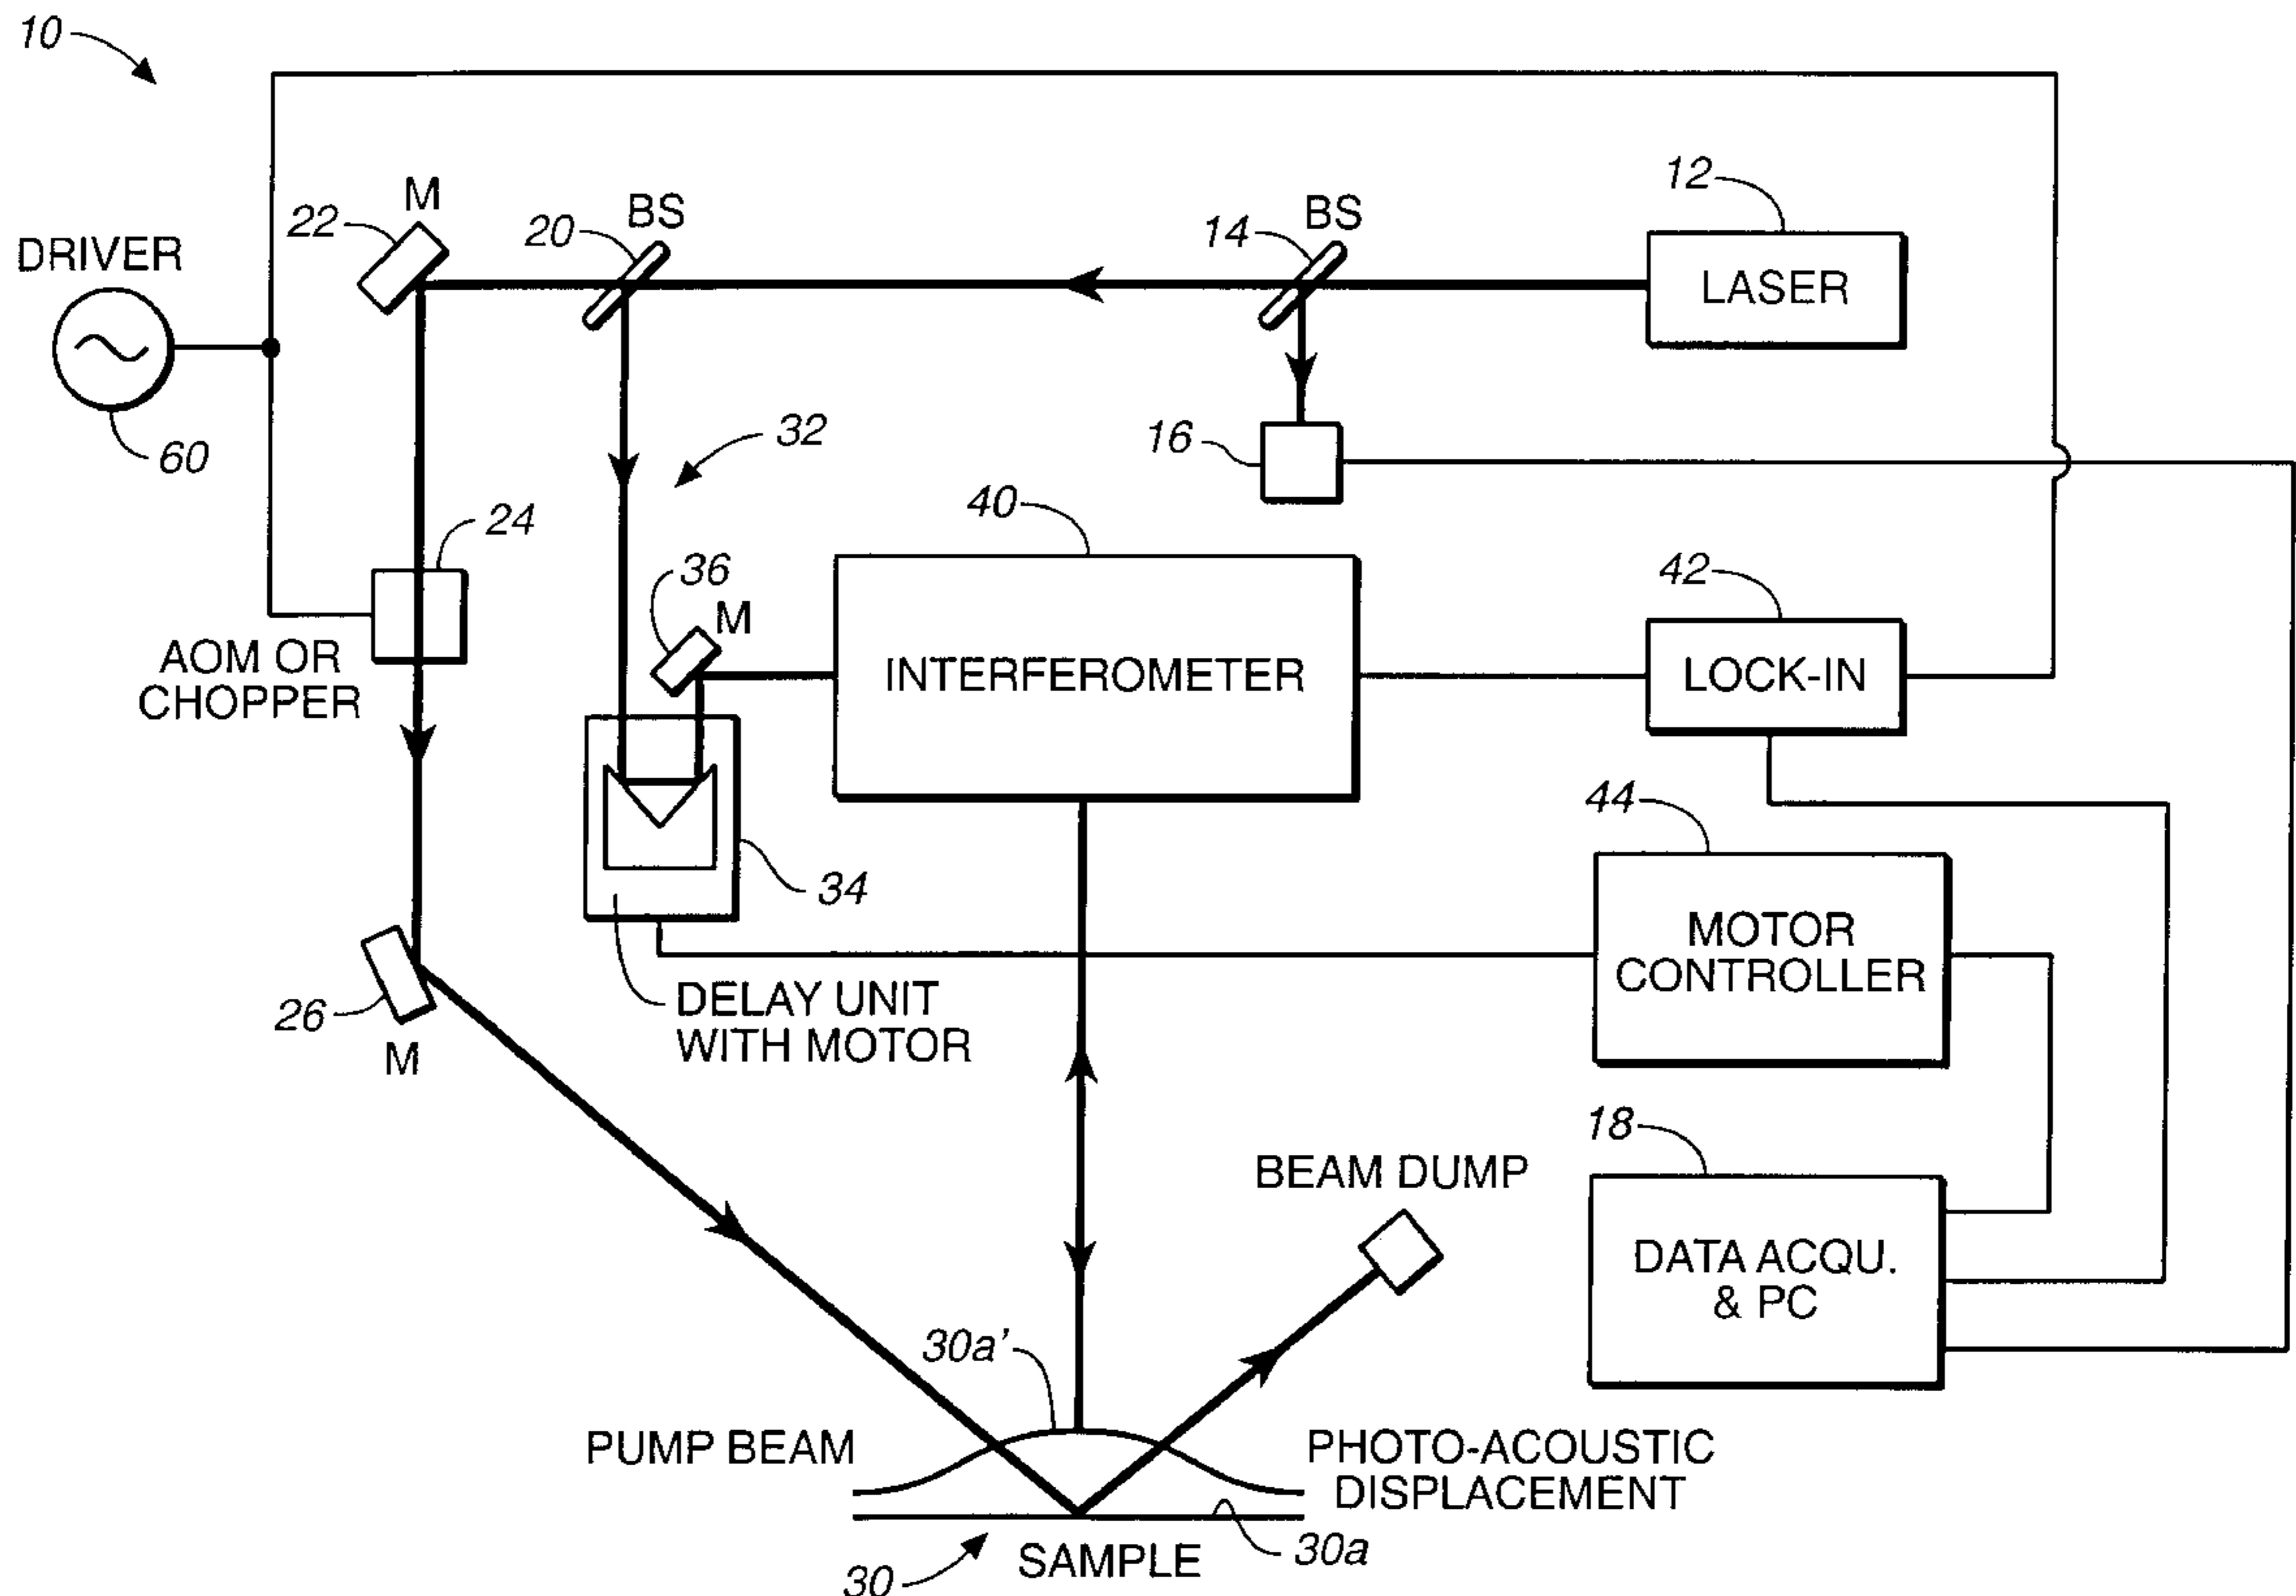 10
12
M
BS
BS
22
20
14
DRIVER
LASER
32
16
60
40
24
36
42
M
AOM OR
CHOPPER
INTERFEROMETER
LOCK-IN
44
34
MOTOR
CONTROLLER
DELAY UNIT
WITH MOTOR
26
M
18
BEAM DUMP
DATA ACQU.
& PC
30a'
PUMP BEAM
PHOTO-ACOUSTIC
DISPLACEMENT
SAMPLE
30a
30